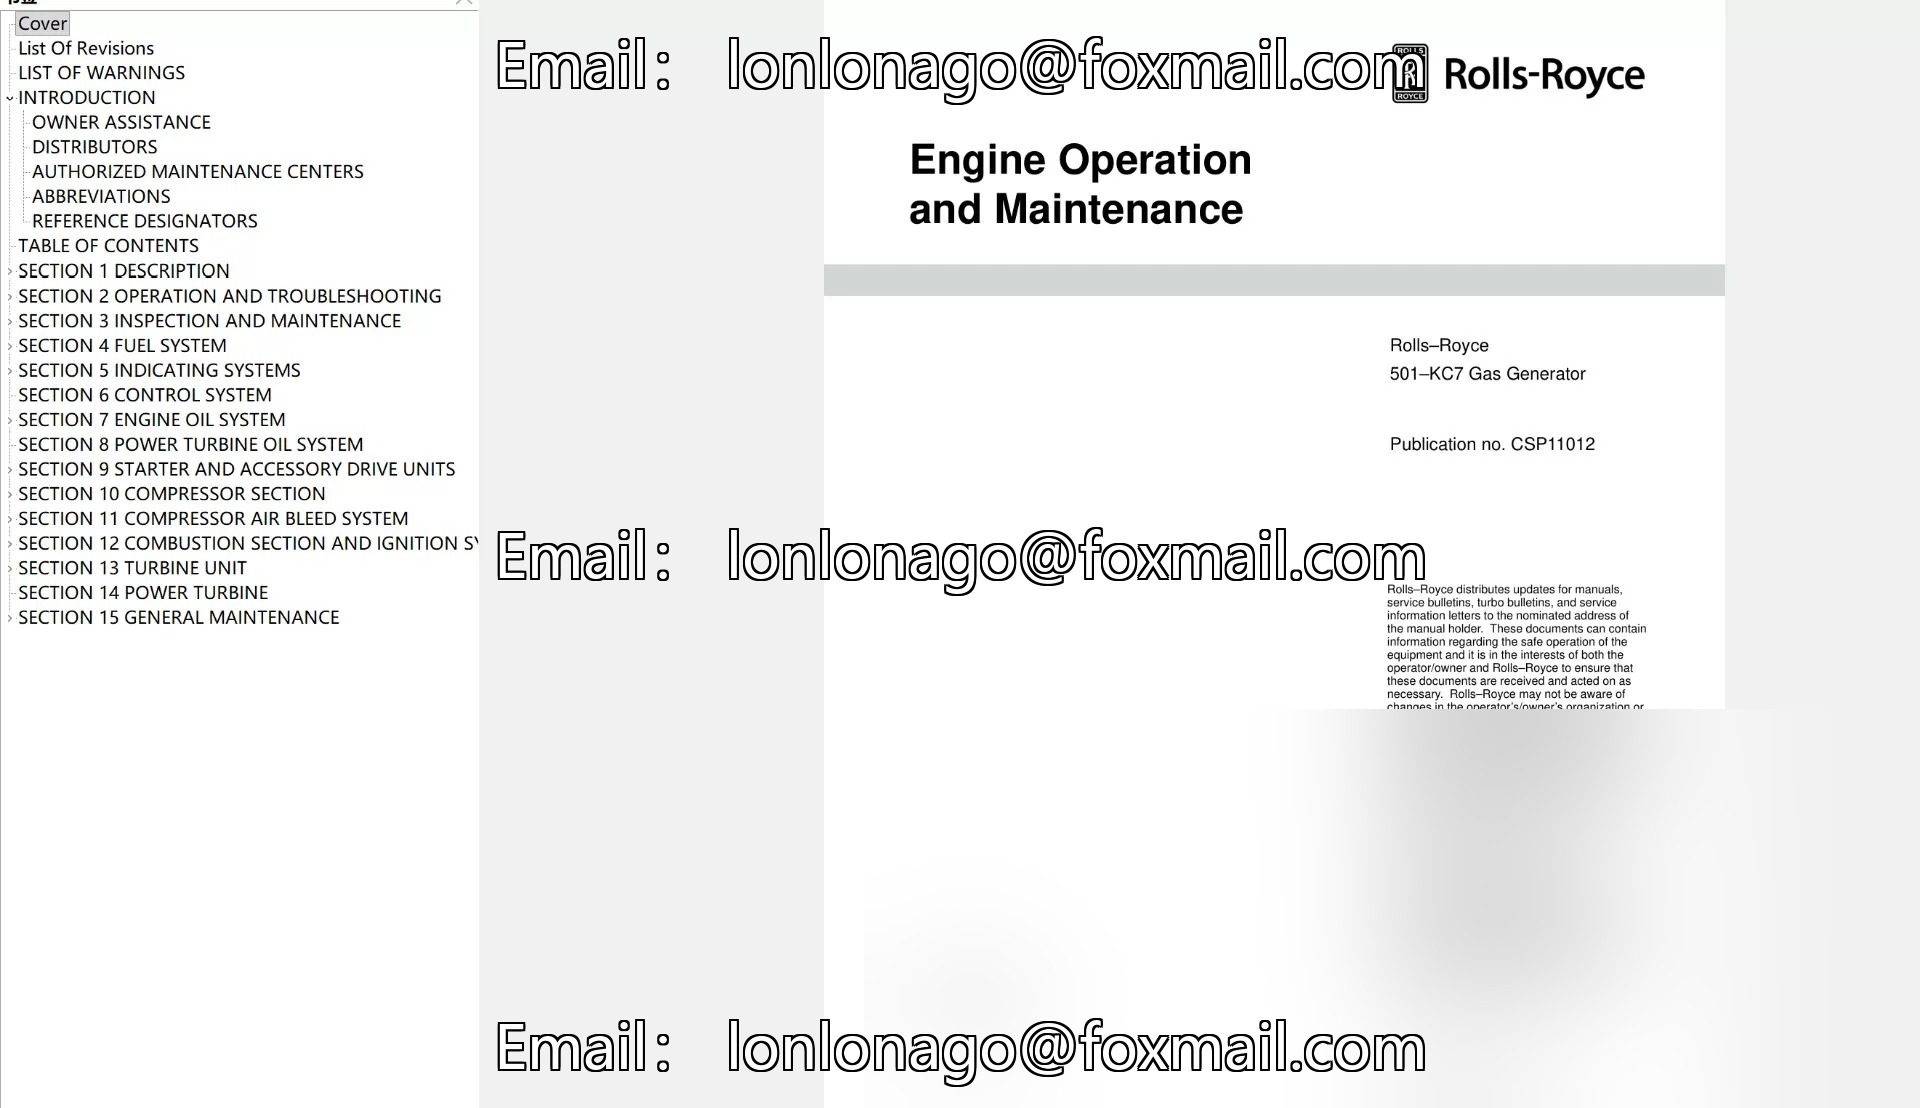 Cover
List Of Revisions
LIST OF WARNINGS
INTRODUCTION
OWNER ASSISTANCE
DISTRIBUTORS
AUTHORIZED MAINTENANCE CENTERS
ABBREVIATIONS
REFERENCE DESIGNATORS
TABLE OF CONTENTS
SECTION 1 DESCRIPTION
SECTION 2 OPERATION AND TROUBLESHOOTING
SECTION 3 INSPECTION AND MAINTENANCE
SECTION 4 FUEL SYSTEM
SECTION 5 INDICATING SYSTEMS
SECTION 6 CONTROL SYSTEM
SECTION 7 ENGINE OIL SYSTEM
SECTION 8 POWER TURBINE OIL SYSTEM
SECTION 9 STARTER AND ACCESSORY DRIVE UNITS
SECTION 10 COMPRESSOR SECTION
SECTION 11 COMPRESSOR AIR BLEED SYSTEM
SECTION 12 COMBUSTION SECTION AND IGNITION
SECTION 13 TURBINE UNIT
SECTION 14 POWER TURBINE
SECTION 15 GENERAL MAINTENANCE
Email: lonlonago@foxmail.com
ROLLS
R
ROYCE
Rolls-Royce
Engine Operation
and Maintenance
Rolls–Royce
501–KC7 Gas Generator
Publication no. CSP11012
Email: lonlonago@foxmail.com
Rolls–Royce distributes updates for manuals,
service bulletins, turbo bulletins, and service
information letters to the nominated address of
the manual holder. These documents can contain
information regarding the safe operation of the
equipment and it is in the interests of both the
operator/owner and Rolls–Royce to ensure that
these documents are received and acted on as
necessary. Rolls–Royce may not be aware of
changes in the operator's/owner's organization or
Email: lonlonago@foxmail.com